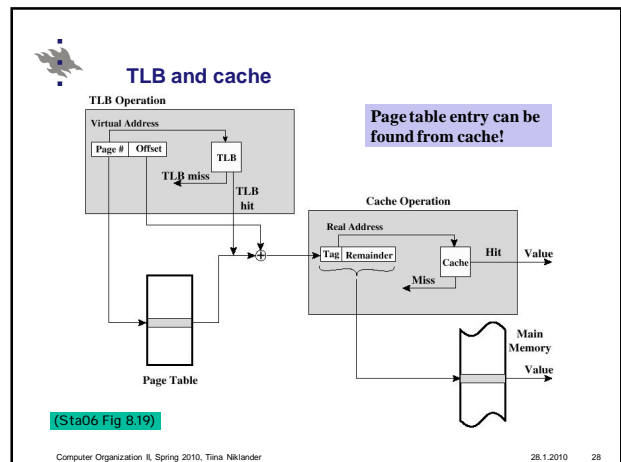 TLB and cache
TLB Operation
Virtual Address
Page # Offset
TLB
TLB miss
TLB
hit
Page table entry can be
found from cache!
Cache Operation
Real Address
Tag Remainder
Cache
Hit
Value
Miss
Main
Memory
Value
Page Table
(Sta06 Fig 8.19)
Computer Organization II, Spring 2010, Tiina Niklander
28.1.2010 28